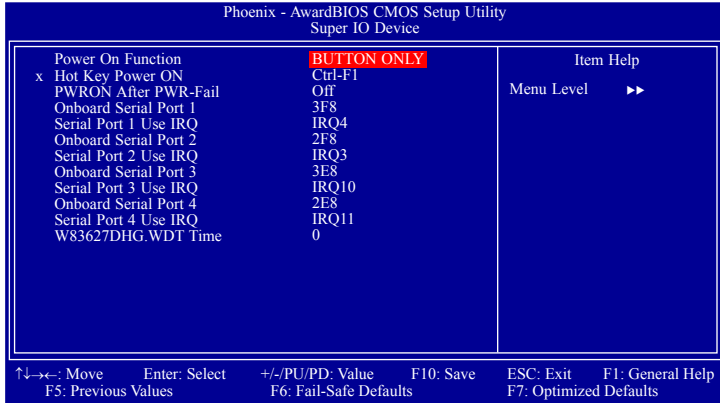 Phoenix - AwardBIOS CMOS Setup Utility
Super IO Device
Power On Function BUTTON ONLY
x Hot Key Power ON Ctrl-F1
PWRON After PWR-Fail Off
Onboard Serial Port 1 3F8
Serial Port 1 Use IRQ IRQ4
Onboard Serial Port 2 2F8
Serial Port 2 Use IRQ IRQ3
Onboard Serial Port 3 3E8
Serial Port 3 Use IRQ IRQ10
Onboard Serial Port 4 2E8
Serial Port 4 Use IRQ IRQ11
W83627DHG.WDT Time 0
Item Help
Menu Level ▸▸
↑↓→←: Move Enter: Select +/-/PU/PD: Value F10: Save ESC: Exit F1: General Help
F5: Previous Values F6: Fail-Safe Defaults F7: Optimized Defaults